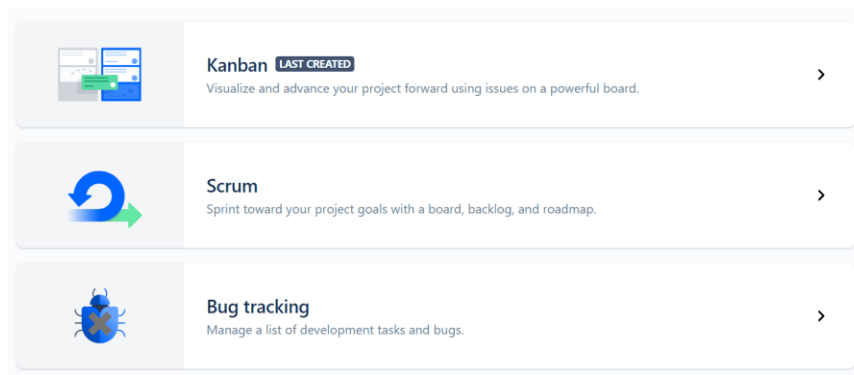 Kanban LAST CREATED
Visualize and advance your project forward using issues on a powerful board.
Scrum
Sprint toward your project goals with a board, backlog, and roadmap.
Bug tracking
Manage a list of development tasks and bugs.